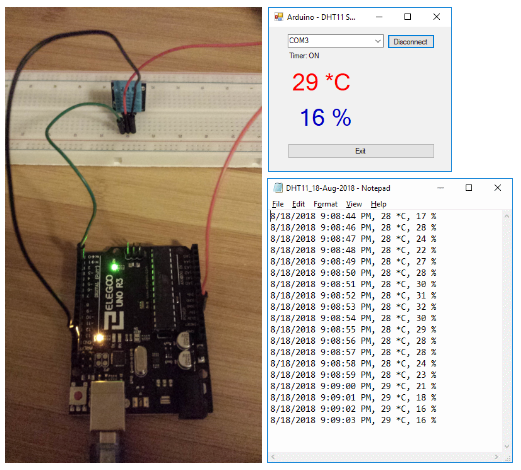 ELEGOO
UNO R3
Arduino - DHT11 S...
COM3
Disconnect
Timer: ON
29 *C
16 %
Exit
DHT11_18-Aug-2018 - Notepad
File Edit Format View Help
8/18/2018 9:08:44 PM, 28 *C, 17 %
8/18/2018 9:08:46 PM, 28 *C, 28 %
8/18/2018 9:08:47 PM, 28 *C, 24 %
8/18/2018 9:08:48 PM, 28 *C, 22 %
8/18/2018 9:08:49 PM, 28 *C, 27 %
8/18/2018 9:08:50 PM, 28 *C, 28 %
8/18/2018 9:08:51 PM, 28 *C, 30 %
8/18/2018 9:08:52 PM, 28 *C, 31 %
8/18/2018 9:08:53 PM, 28 *C, 32 %
8/18/2018 9:08:54 PM, 28 *C, 30 %
8/18/2018 9:08:55 PM, 28 *C, 29 %
8/18/2018 9:08:56 PM, 28 *C, 28 %
8/18/2018 9:08:57 PM, 28 *C, 28 %
8/18/2018 9:08:58 PM, 28 *C, 24 %
8/18/2018 9:08:59 PM, 28 *C, 23 %
8/18/2018 9:09:00 PM, 29 *C, 21 %
8/18/2018 9:09:01 PM, 29 *C, 18 %
8/18/2018 9:09:02 PM, 29 *C, 16 %
8/18/2018 9:09:03 PM, 29 *C, 16 %